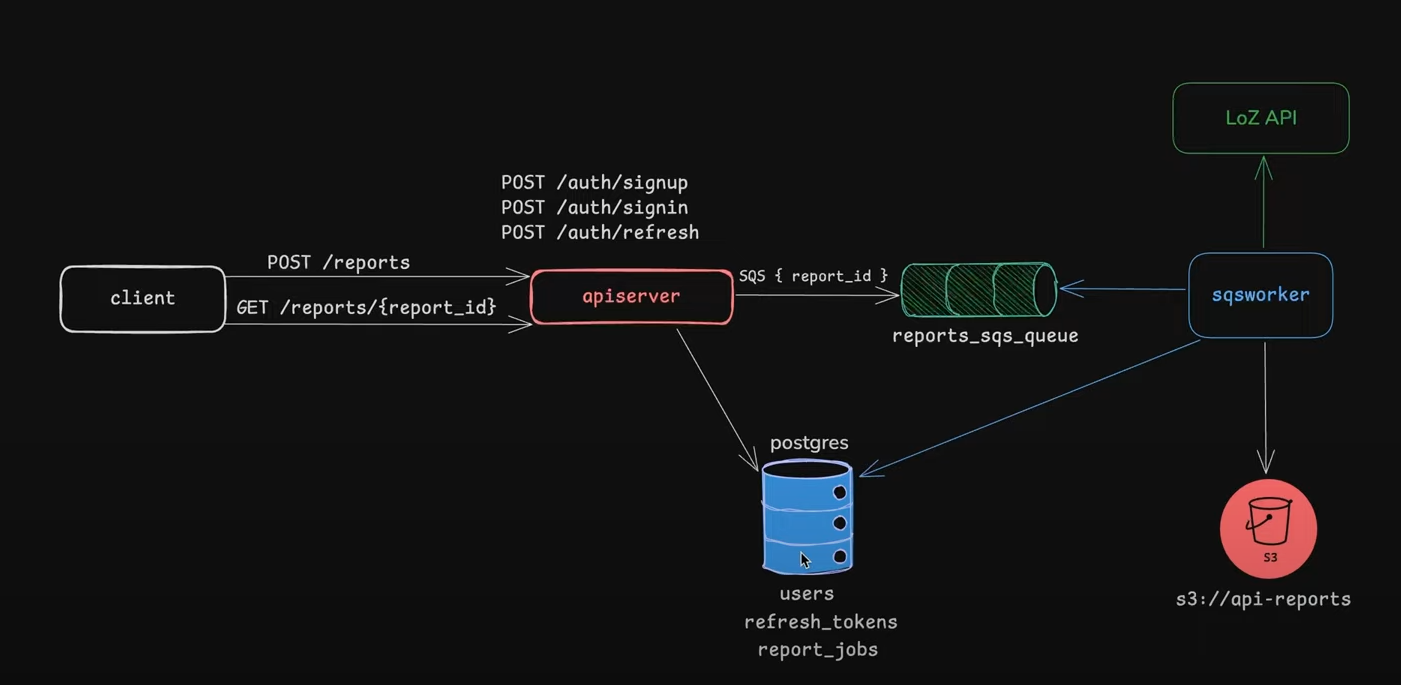 LoZ API
POST /auth/signup
POST /auth/signin
POST /auth/refresh
POST /reports
client
GET /reports/{report_id}
apiserver
SQS { report_id }
reports_sqs_queue
sqsworker
postgres
users
refresh_tokens
report_jobs
S3
s3://api-reports